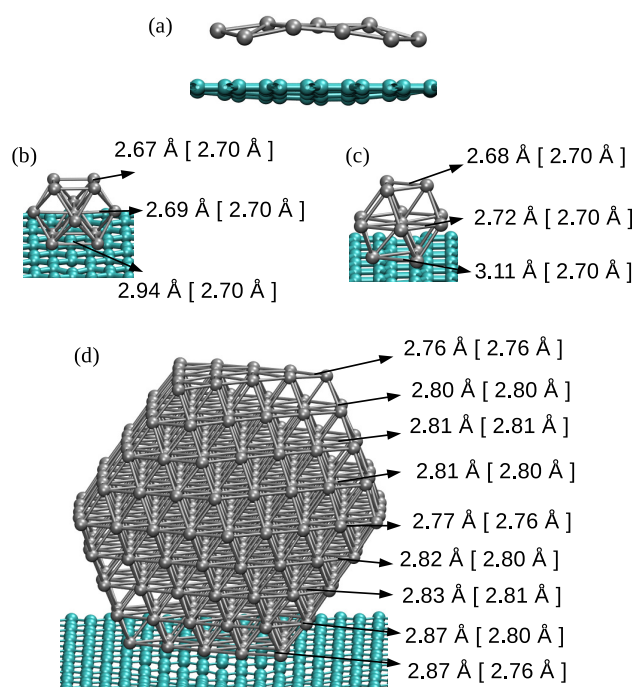 (a)
(b)
2.67 Å [ 2.70 Å ]
2.69 Å [ 2.70 Å ]
2.94 Å [ 2.70 Å ]
(c)
2.68 Å [ 2.70 Å ]
2.72 Å [ 2.70 Å ]
3.11 Å [ 2.70 Å ]
(d)
2.76 Å [ 2.76 Å ]
2.80 Å [ 2.80 Å ]
2.81 Å [ 2.81 Å ]
2.81 Å [ 2.80 Å ]
2.77 Å [ 2.76 Å ]
2.82 Å [ 2.80 Å ]
2.83 Å [ 2.81 Å ]
2.87 Å [ 2.80 Å ]
2.87 Å [ 2.76 Å ]